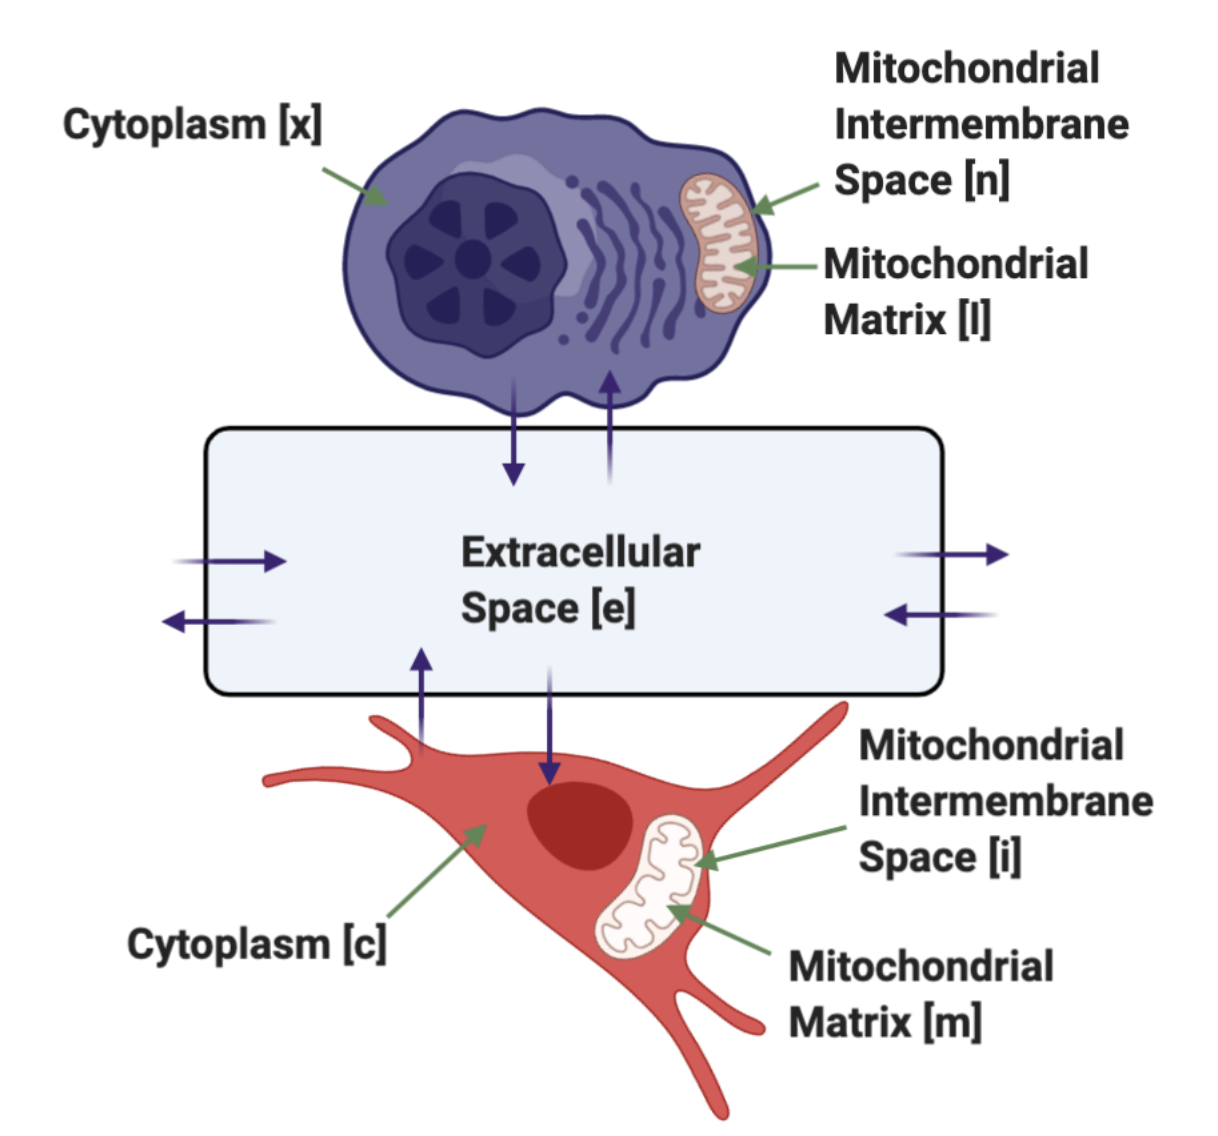 Cytoplasm [x]
Mitochondrial
Intermembrane
Space [n]
Mitochondrial
Matrix [l]
Extracellular
Space [e]
Mitochondrial
Intermembrane
Space [i]
Cytoplasm [c]
Mitochondrial
Matrix [m]